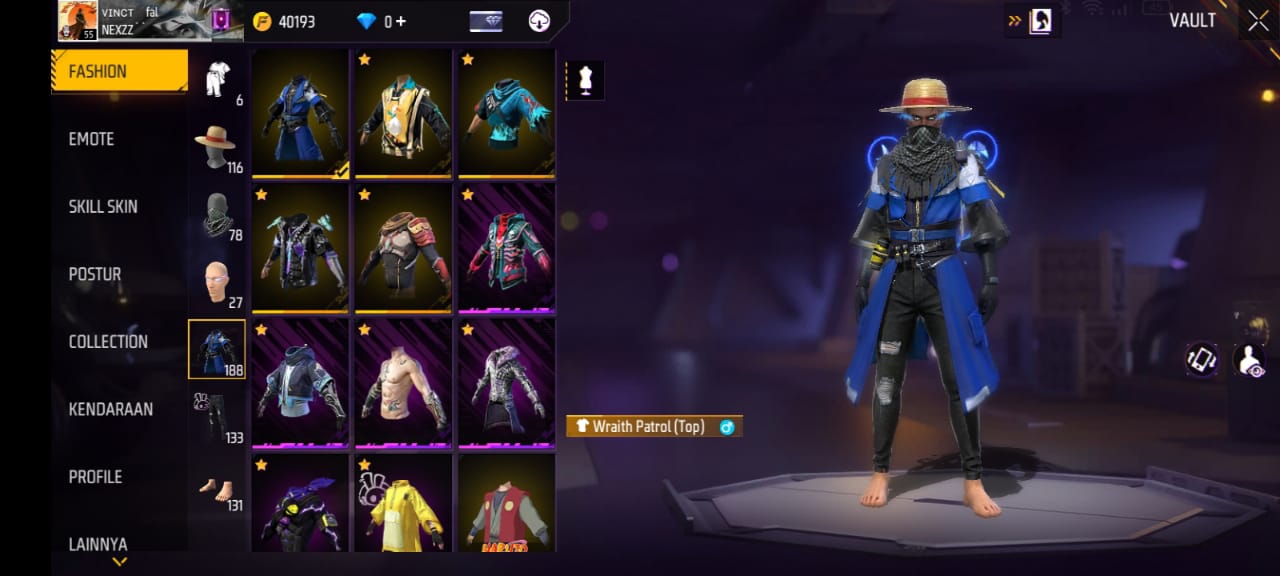 VINCT fal
NEXZZ
55
F 40193
0 +
VAULT
FASHION
EMOTE
SKILL SKIN
POSTUR
COLLECTION
KENDARAAN
PROFILE
LAINNYA
6
116
78
27
188
133
131
Wraith Patrol (Top)